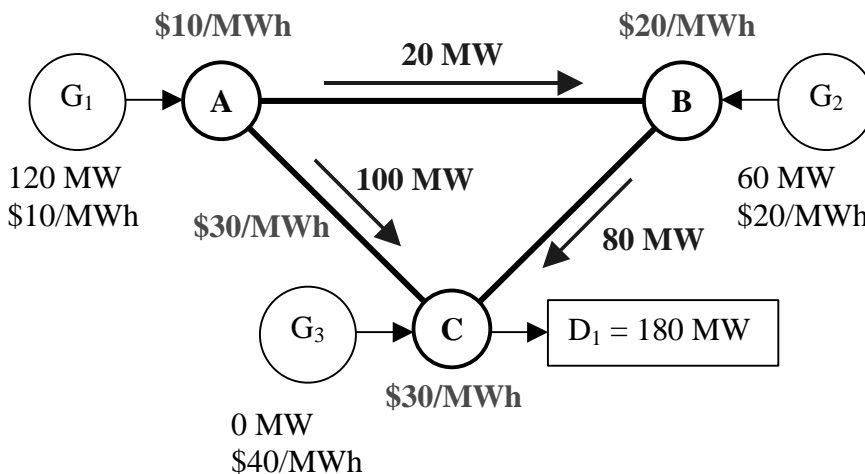 $10/MWh
$20/MWh
20 MW
G₁
A
B
G₂
120 MW
$10/MWh
100 MW
60 MW
$20/MWh
$30/MWh
80 MW
G₃
C
D₁ = 180 MW
$30/MWh
0 MW
$40/MWh